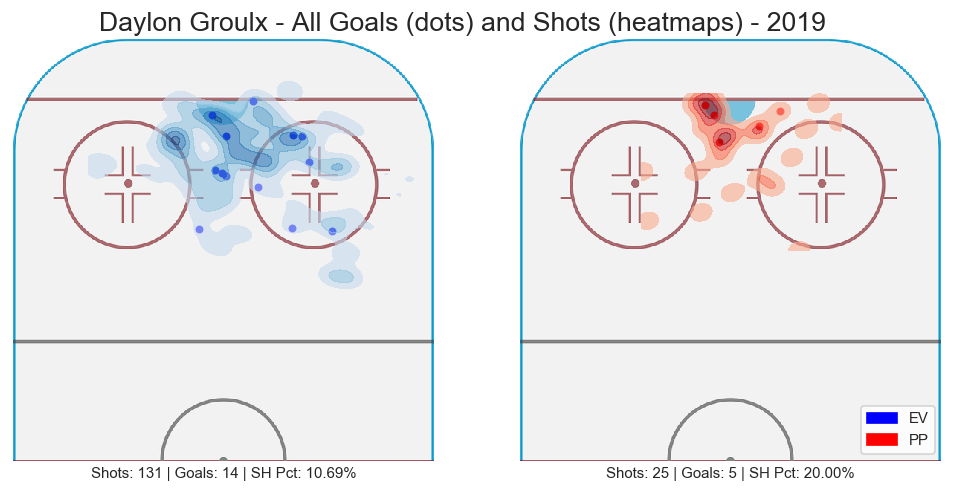 Daylon Groulx - All Goals (dots) and Shots (heatmaps) - 2019
EV
PP
Shots: 131 | Goals: 14 | SH Pct: 10.69%
Shots: 25 | Goals: 5 | SH Pct: 20.00%